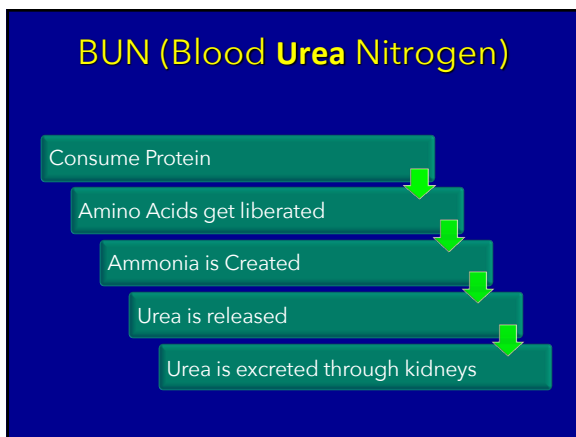 BUN (Blood Urea Nitrogen)
Consume Protein
Amino Acids get liberated
Ammonia is Created
Urea is released
Urea is excreted through kidneys